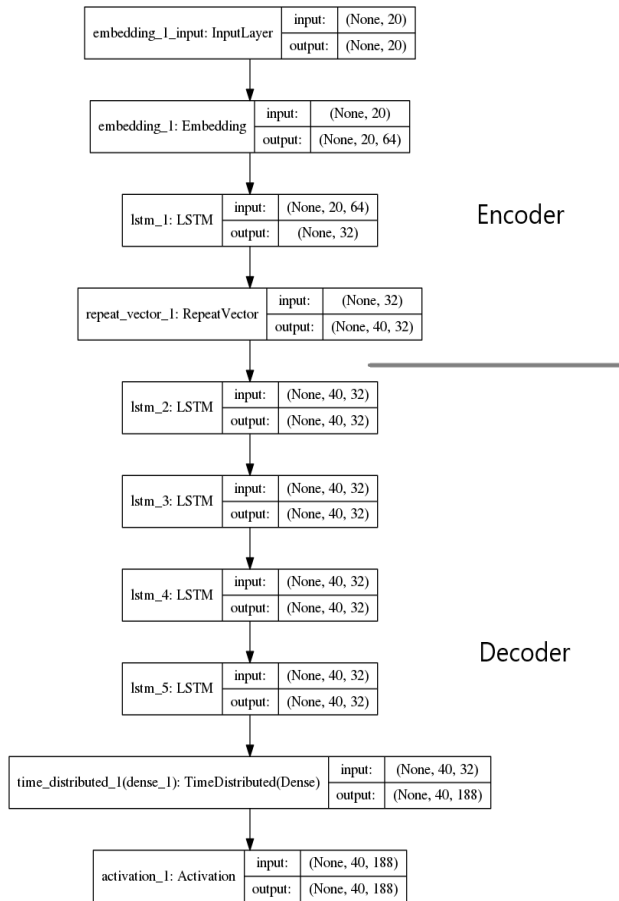 embedding_1_input: InputLayer
input: (None, 20)
output: (None, 20)
embedding_1: Embedding
input: (None, 20)
output: (None, 20, 64)
lstm_1: LSTM
input: (None, 20, 64)
output: (None, 32)
Encoder
repeat_vector_1: RepeatVector
input: (None, 32)
output: (None, 40, 32)
lstm_2: LSTM
input: (None, 40, 32)
output: (None, 40, 32)
lstm_3: LSTM
input: (None, 40, 32)
output: (None, 40, 32)
lstm_4: LSTM
input: (None, 40, 32)
output: (None, 40, 32)
Decoder
lstm_5: LSTM
input: (None, 40, 32)
output: (None, 40, 32)
time_distributed_1(dense_1): TimeDistributed(Dense)
input: (None, 40, 32)
output: (None, 40, 188)
activation_1: Activation
input: (None, 40, 188)
output: (None, 40, 188)